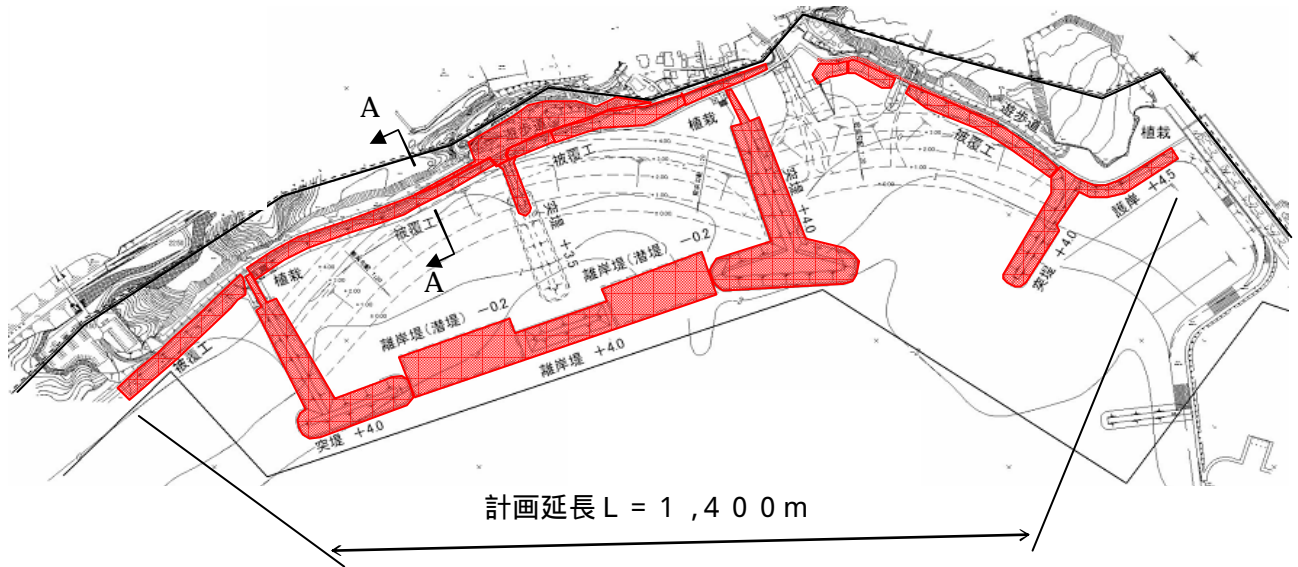 A
遊歩道
植栽
被覆工
遊歩道
植栽
被覆工
護岸 +4.5
突堤 +4.0
突堤 +4.0
突堤 +3.5
被覆工
A
離岸堤(潜堤) -0.2
離岸堤(潜堤) -0.2
離岸堤 +4.0
植栽
被覆工
突堤 +4.0
計画延長L=1,400m